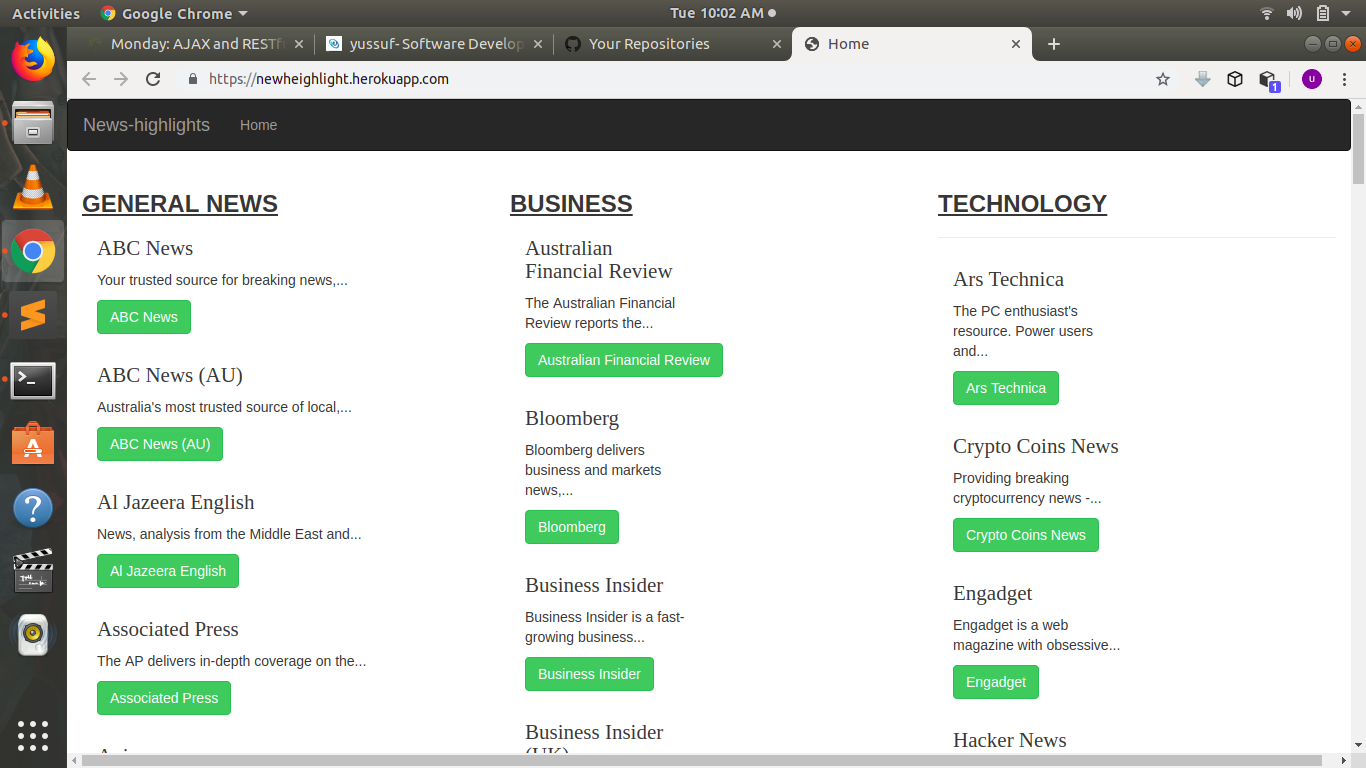 Activities
Google Chrome
Tue 10:02 AM
Monday: AJAX and RESTf
yussuf- Software Develop
Your Repositories
Home
https://newheighlight.herokuapp.com
1
u
News-highlights
Home
GENERAL NEWS
ABC News
Your trusted source for breaking news,...
ABC News
ABC News (AU)
Australia's most trusted source of local,...
ABC News (AU)
Al Jazeera English
News, analysis from the Middle East and...
Al Jazeera English
Associated Press
The AP delivers in-depth coverage on the...
Associated Press
BUSINESS
Australian
Financial Review
The Australian Financial
Review reports the...
Australian Financial Review
Bloomberg
Bloomberg delivers
business and markets
news,...
Bloomberg
Business Insider
Business Insider is a fast-
growing business...
Business Insider
Business Insider
(UK)
TECHNOLOGY
Ars Technica
The PC enthusiast's
resource. Power users
and...
Ars Technica
Crypto Coins News
Providing breaking
cryptocurrency news -...
Crypto Coins News
Engadget
Engadget is a web
magazine with obsessive...
Engadget
Hacker News